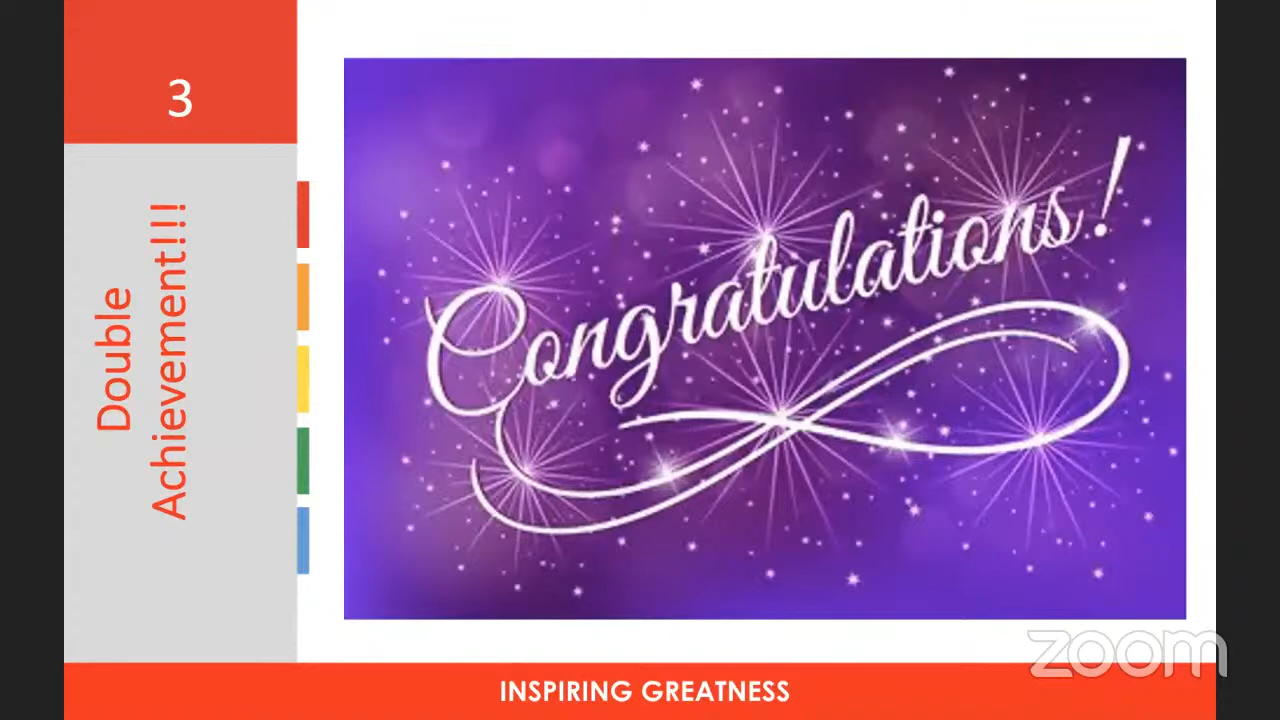 3
Double
Achievement!!!
Congratulations!
INSPIRING GREATNESS
zoom